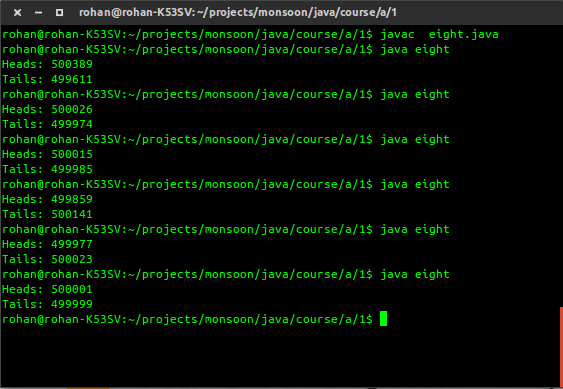 rohan@rohan-K53SV: ~/projects/monsoon/java/course/a/1
rohan@rohan-K53SV:~/projects/monsoon/java/course/a/1$ javac  eight.java
rohan@rohan-K53SV:~/projects/monsoon/java/course/a/1$ java eight
Heads: 500389
Tails: 499611
rohan@rohan-K53SV:~/projects/monsoon/java/course/a/1$ java eight
Heads: 500026
Tails: 499974
rohan@rohan-K53SV:~/projects/monsoon/java/course/a/1$ java eight
Heads: 500015
Tails: 499985
rohan@rohan-K53SV:~/projects/monsoon/java/course/a/1$ java eight
Heads: 499859
Tails: 500141
rohan@rohan-K53SV:~/projects/monsoon/java/course/a/1$ java eight
Heads: 499977
Tails: 500023
rohan@rohan-K53SV:~/projects/monsoon/java/course/a/1$ java eight
Heads: 500001
Tails: 499999
rohan@rohan-K53SV:~/projects/monsoon/java/course/a/1$